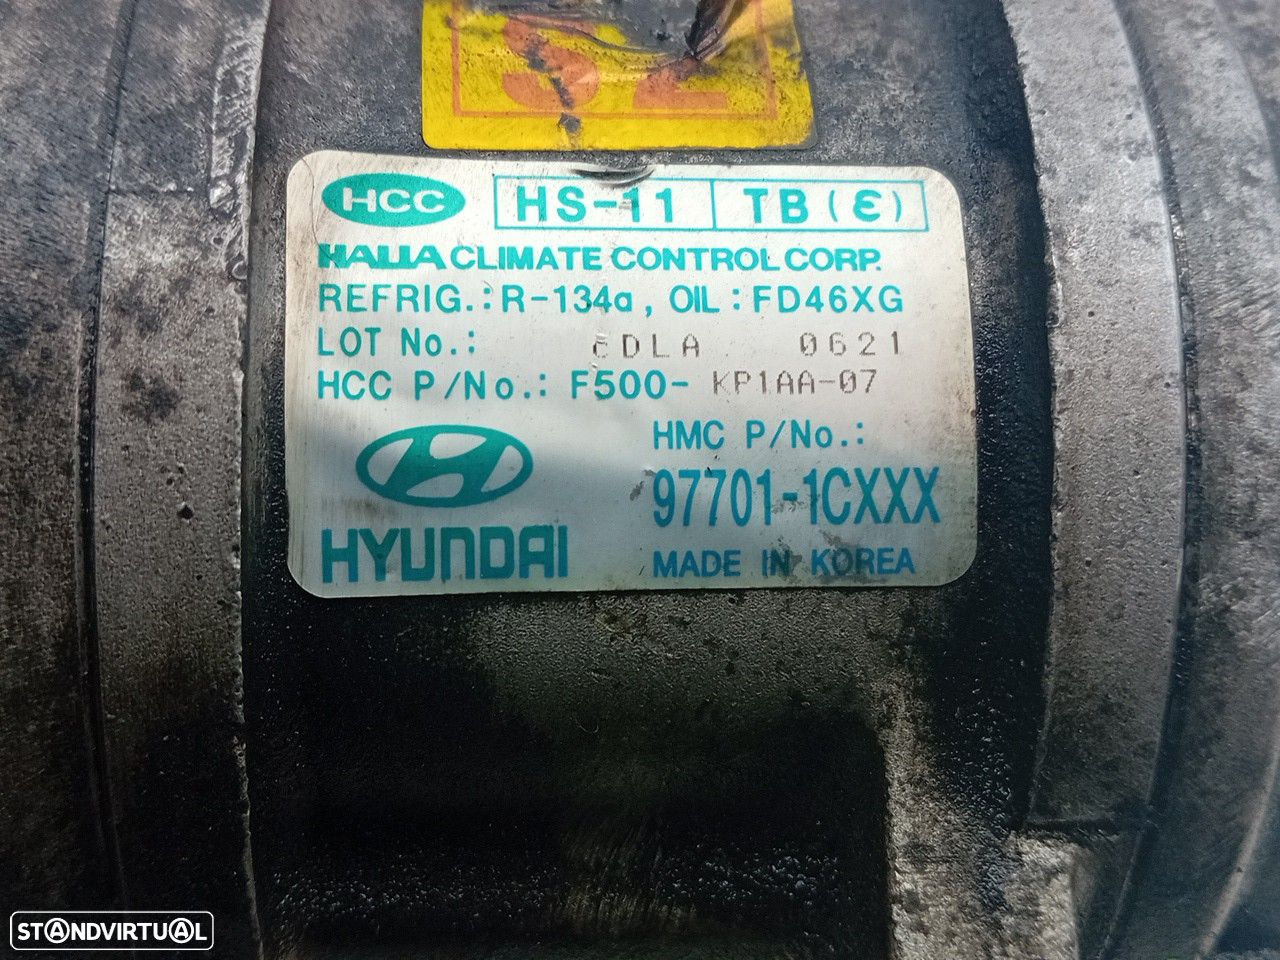 HCC HS-11 TB (ε)
HALLA CLIMATE CONTROL CORP.
REFRIG.: R-134a, OIL: FD46XG
LOT No.: 6DLA 0621
HCC P/No.: F500- KP1AA-07
HMC P/No.:
97701-1CXXX
HYUNDAI
MADE IN KOREA
STANDVIRTUAL